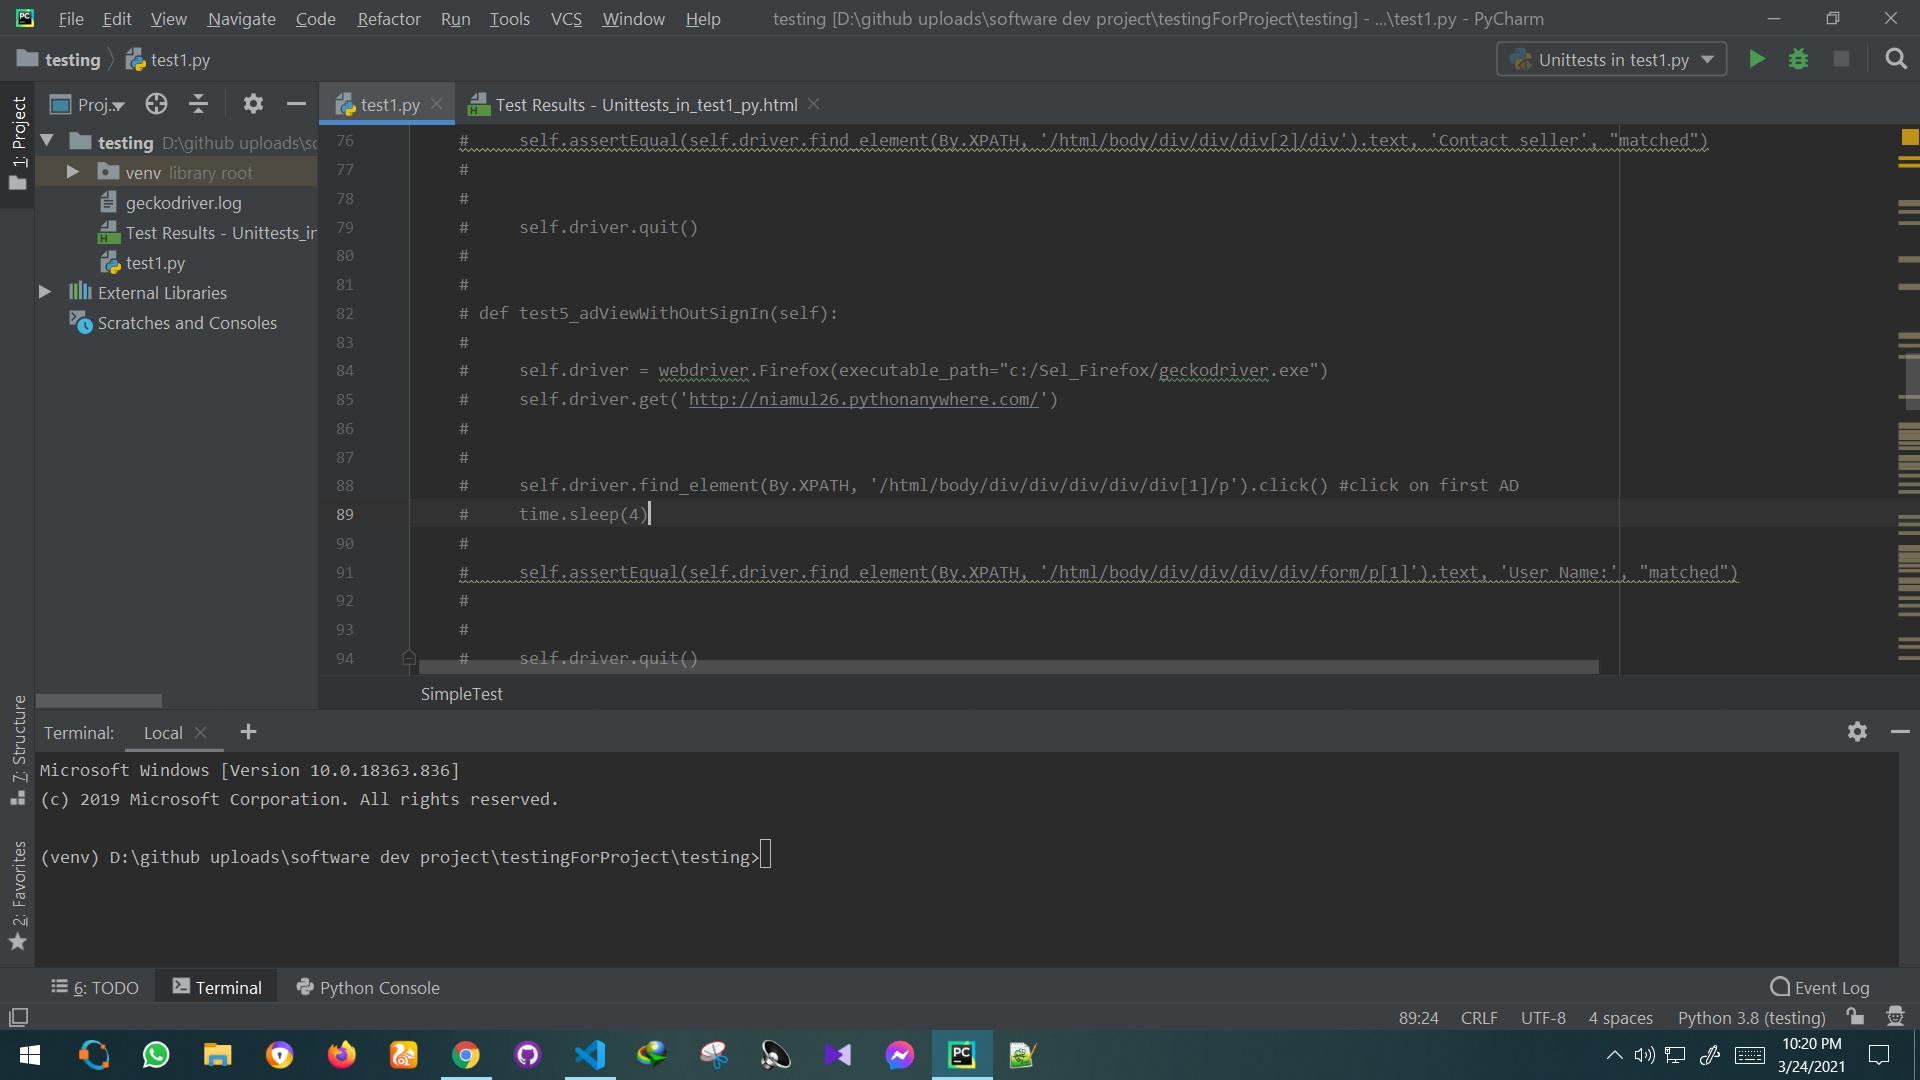 File Edit View Navigate Code Refactor Run Tools VCS Window Help testing [D:\github uploads\software dev project\testingForProject\testing] - ...\test1.py - PyCharm
testing test1.py Unittests in test1.py
1: Project
Proj.. test1.py Test Results - Unittests_in_test1_py.html
testing D:\github uploads\so
venv library root
geckodriver.log
Test Results - Unittests_in
test1.py
External Libraries
Scratches and Consoles
76 # self.assertEqual(self.driver.find_element(By.XPATH, '/html/body/div/div/div[2]/div').text, 'Contact seller', "matched")
77 #
78 #
79 # self.driver.quit()
80 #
81 #
82 # def test5_adViewWithOutSignIn(self):
83 #
84 # self.driver = webdriver.Firefox(executable_path="c:/Sel_Firefox/geckodriver.exe")
85 # self.driver.get('http://niamul26.pythonanywhere.com/')
86 #
87 #
88 # self.driver.find_element(By.XPATH, '/html/body/div/div/div/div/div[1]/p').click() #click on first AD
89 # time.sleep(4)
90 #
91 # self.assertEqual(self.driver.find_element(By.XPATH, '/html/body/div/div/div/div/form/p[1]').text, 'User Name:', "matched")
92 #
93 #
94 # self.driver.quit()
SimpleTest
7: Structure
2: Favorites
Terminal: Local
Microsoft Windows [Version 10.0.18363.836]
(c) 2019 Microsoft Corporation. All rights reserved.
(venv) D:\github uploads\software dev project\testingForProject\testing>
6: TODO Terminal Python Console Event Log
89:24 CRLF UTF-8 4 spaces Python 3.8 (testing)
10:20 PM
3/24/2021